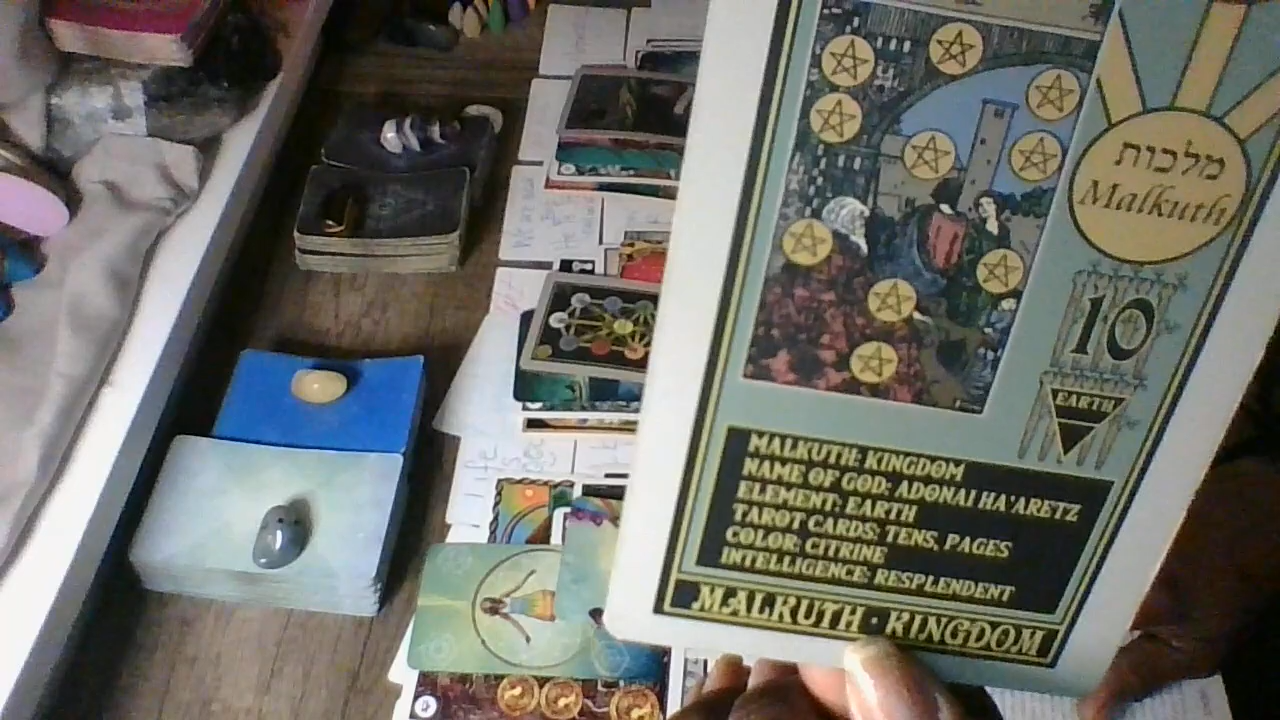 מלכות
Malkuth
10
EARTH
MALKUTH: KINGDOM
NAME OF GOD: ADONAI HA'ARETZ
ELEMENT: EARTH
TAROT CARDS: TENS, PAGES
COLOR: CITRINE
INTELLIGENCE: RESPLENDENT
MALKUTH · KINGDOM